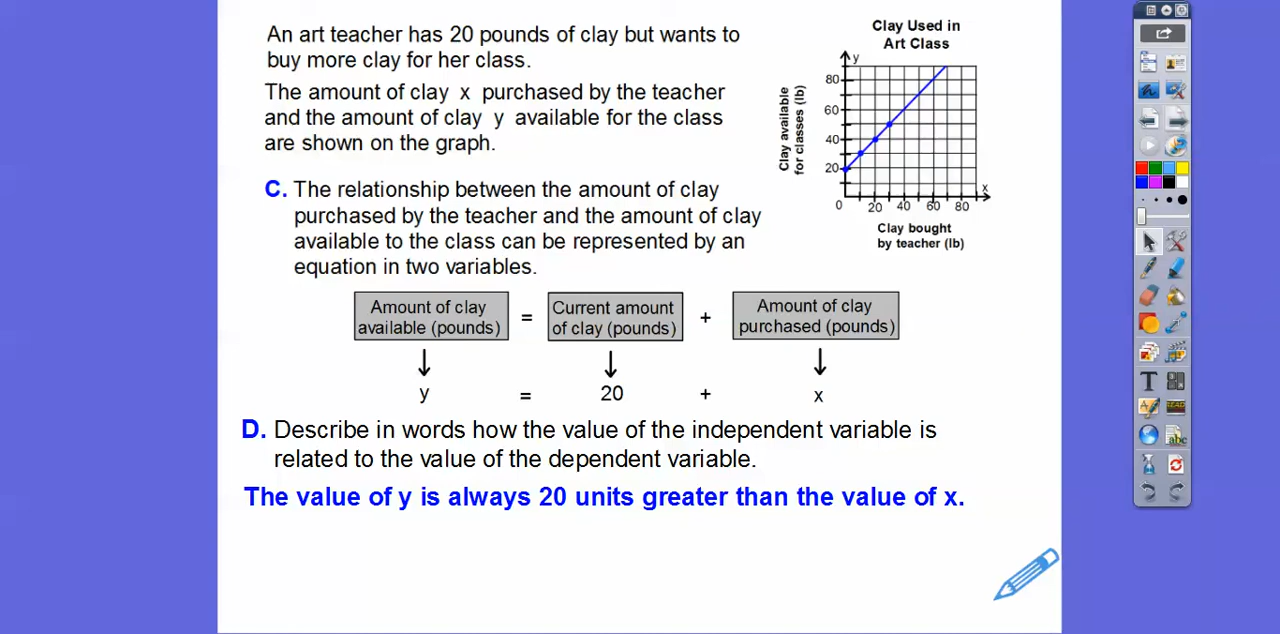 An art teacher has 20 pounds of clay but wants to
buy more clay for her class.
The amount of clay x purchased by the teacher
and the amount of clay y available for the class
are shown on the graph.
Clay Used in
Art Class
y
80
60
40
20
0
20
40
60
80
x
Clay available
for classes (lb)
Clay bought
by teacher (lb)
C. The relationship between the amount of clay
purchased by the teacher and the amount of clay
available to the class can be represented by an
equation in two variables.
Amount of clay
available (pounds)
=
Current amount
of clay (pounds)
+
Amount of clay
purchased (pounds)
y = 20 + x
D. Describe in words how the value of the independent variable is
related to the value of the dependent variable.
The value of y is always 20 units greater than the value of x.
T
abc